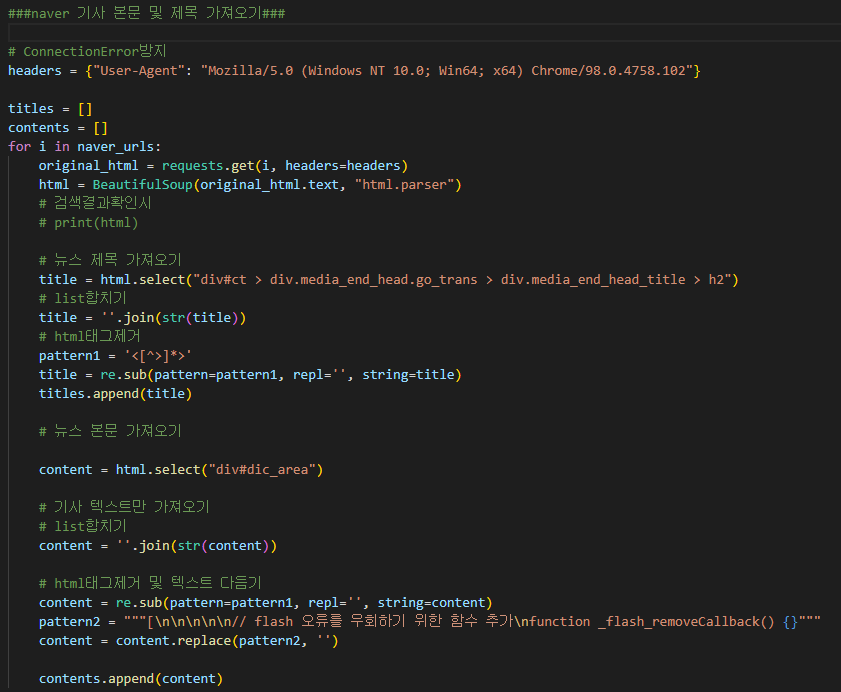 ###naver 기사 본문 및 제목 가져오기###
# ConnectionError방지
headers = {"User-Agent": "Mozilla/5.0 (Windows NT 10.0; Win64; x64) Chrome/98.0.4758.102"}
titles = []
contents = []
for i in naver_urls:
    original_html = requests.get(i, headers=headers)
    html = BeautifulSoup(original_html.text, "html.parser")
    # 검색결과확인시
    # print(html)
    # 뉴스 제목 가져오기
    title = html.select("div#ct > div.media_end_head.go_trans > div.media_end_head_title > h2")
    # list합치기
    title = ''.join(str(title))
    # html태그제거
    pattern1 = '<[^>]*>'
    title = re.sub(pattern=pattern1, repl='', string=title)
    titles.append(title)
    # 뉴스 본문 가져오기
    content = html.select("div#dic_area")
    # 기사 텍스트만 가져오기
    # list합치기
    content = ''.join(str(content))
    # html태그제거 및 텍스트 다듬기
    content = re.sub(pattern=pattern1, repl='', string=content)
    pattern2 = """[\n\n\n\n\n// flash 오류를 우회하기 위한 함수 추가\nfunction _flash_removeCallback() {}"""
    content = content.replace(pattern2, '')
    contents.append(content)